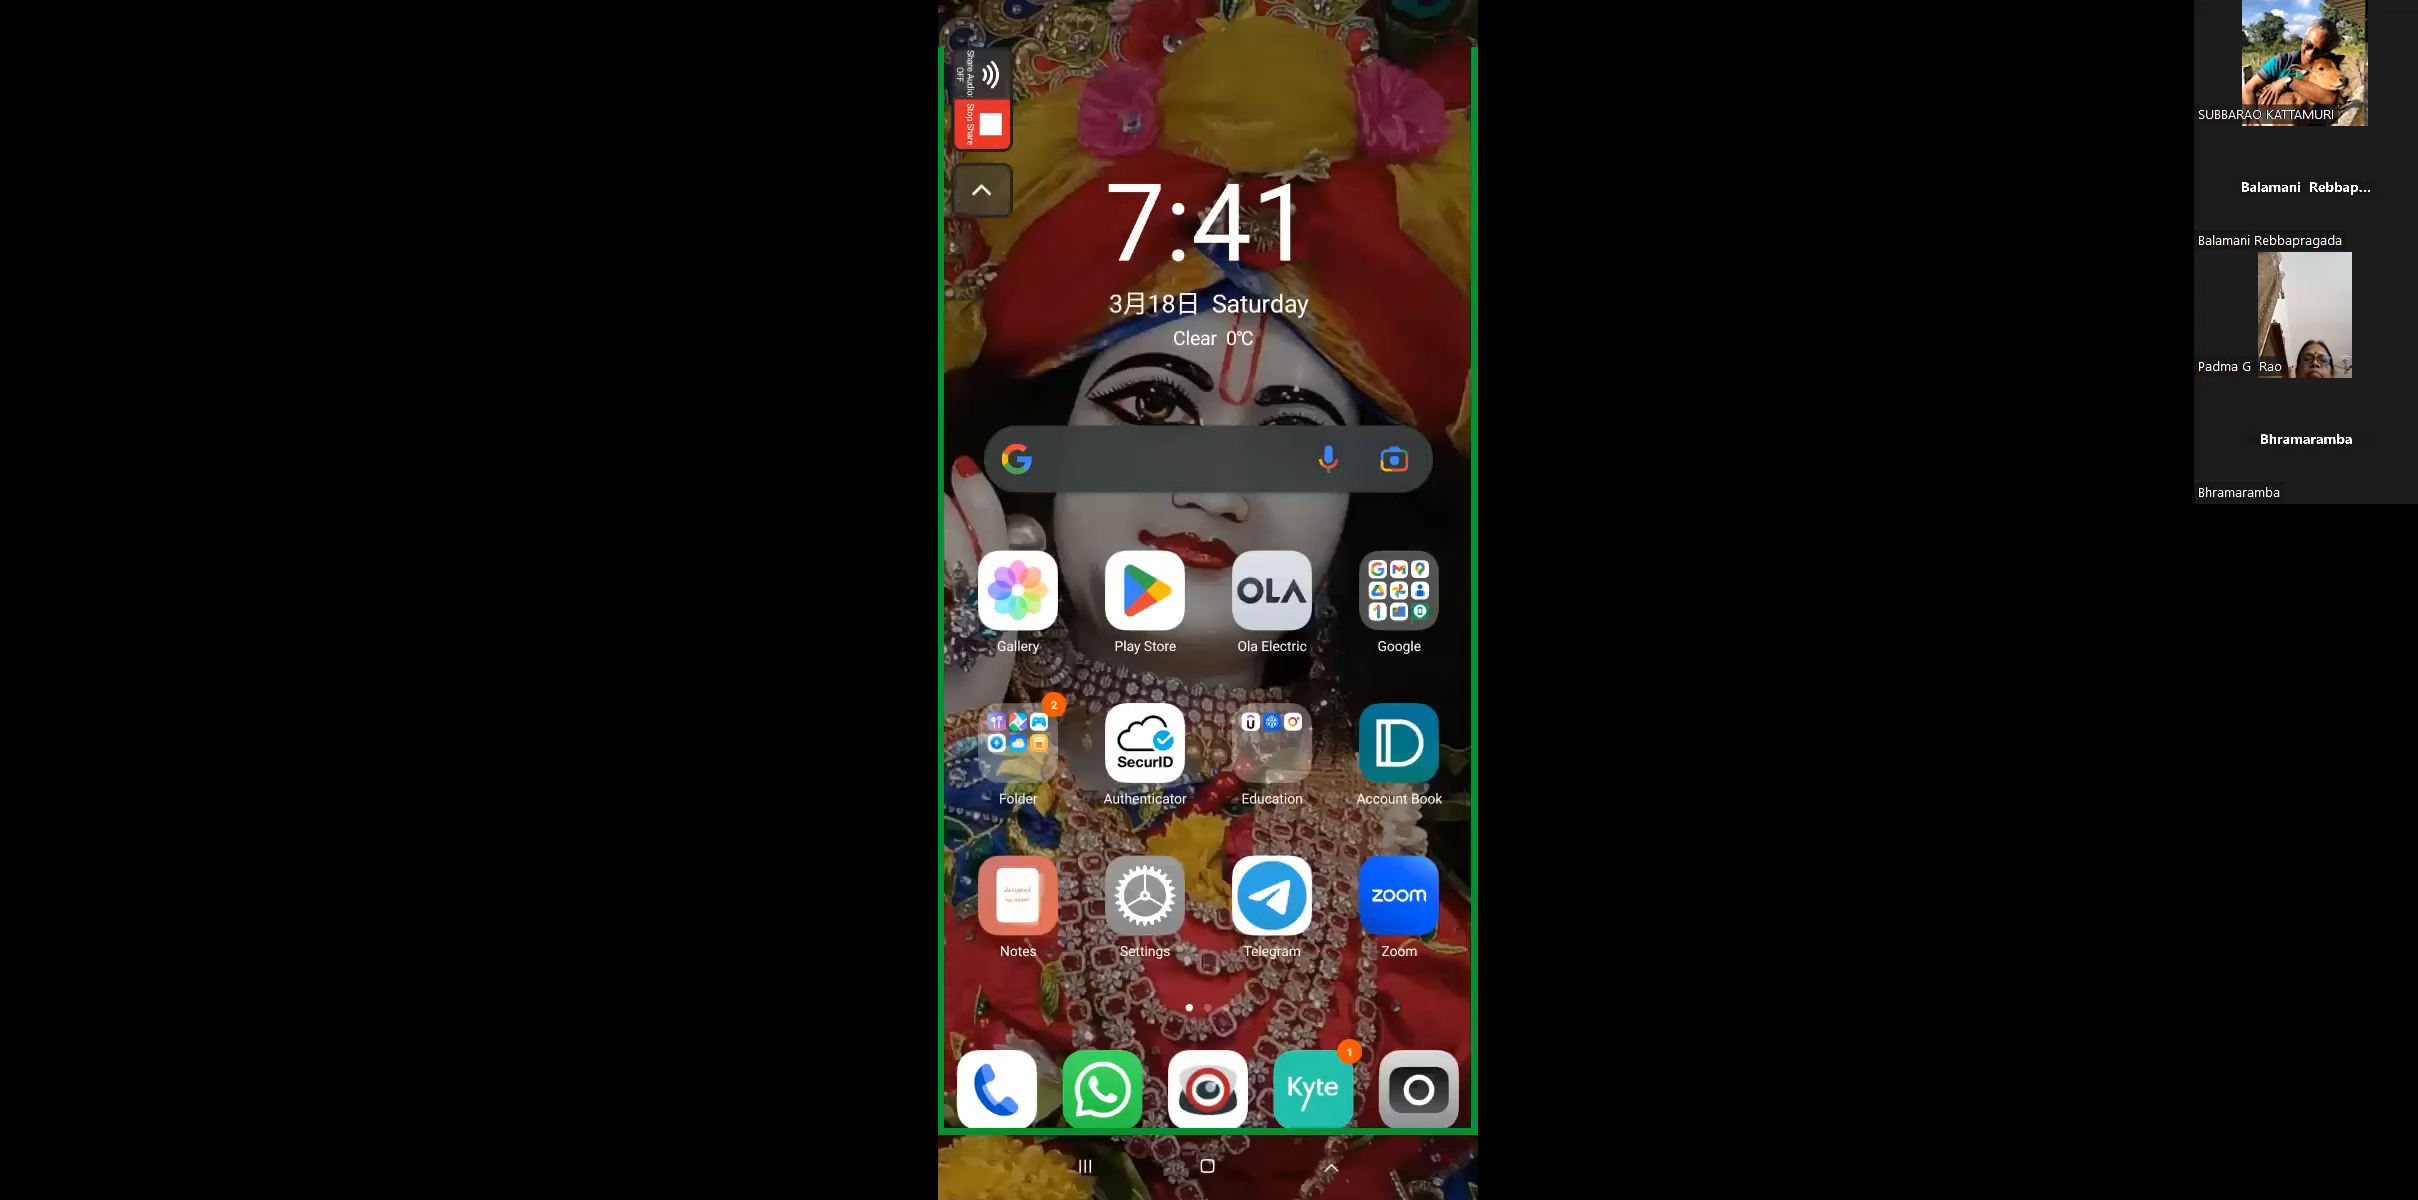 Share Audio:
OFF
Stop Share
7:41
3月18日 Saturday
Clear 0℃
Gallery
Play Store
OLA
Ola Electric
Google
2
Folder
SecurID
Authenticator
Education
Account Book
Notes
Settings
Telegram
zoom
Zoom
1
Kyte
SUBBARAO KATTAMURI
Balamani Rebbap...
Balamani Rebbapragada
Padma G Rao
Bhramaramba
Bhramaramba